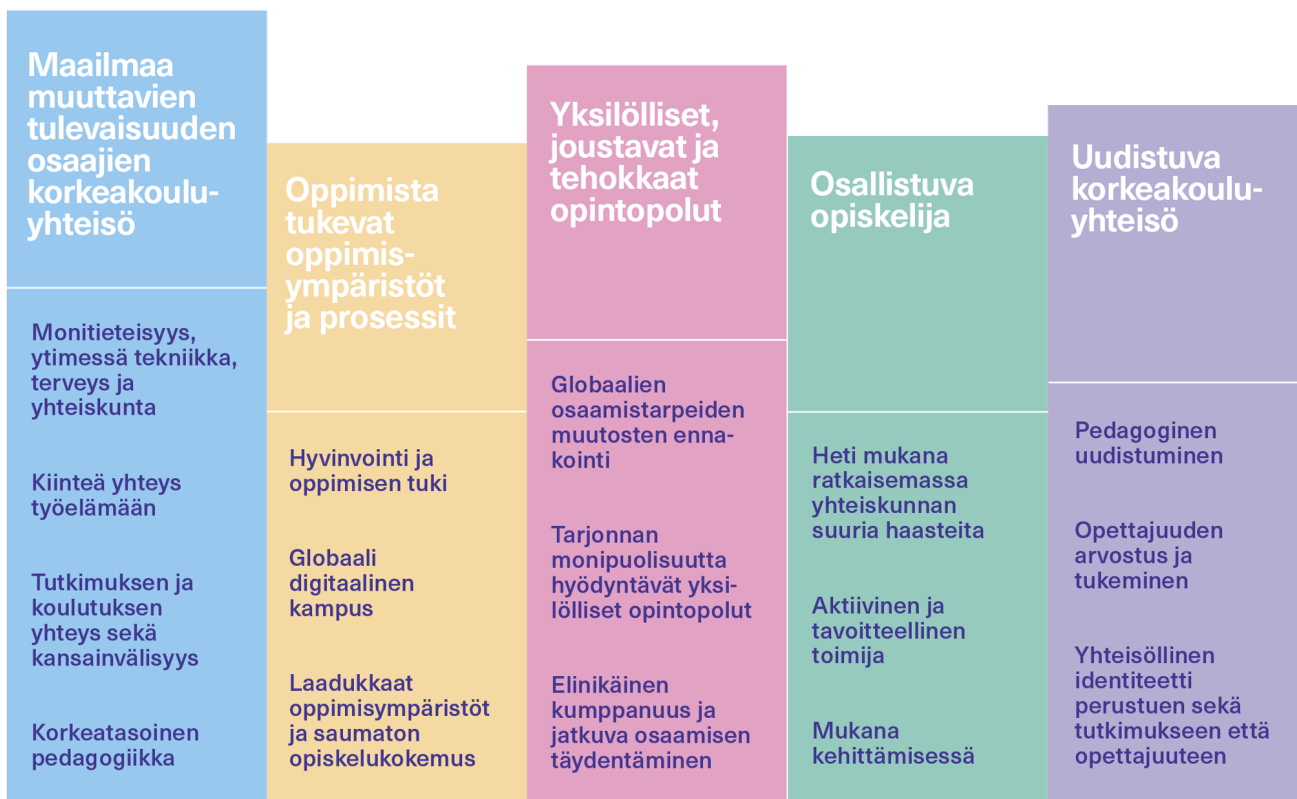 Maailmaa
muuttavien
tulevaisuuden
osaajien
korkeakoulu-
yhteisö
Monitieteisyys,
ytimessä tekniikka,
terveys ja
yhteiskunta
Kiinteä yhteys
työelämään
Tutkimuksen ja
koulutuksen
yhteys sekä
kansainvälisyys
Korkeatasoinen
pedagogiikka
Oppimista
tukevat
oppimis-
ympäristöt
ja prosessit
Hyvinvointi ja
oppimisen tuki
Globaali
digitaalinen
kampus
Laadukkaat
oppimisympäristöt
ja saumaton
opiskelukokemus
Yksilölliset,
joustavat ja
tehokkaat
opintopolut
Globaalien
osaamistarpeiden
muutosten enna-
kointi
Tarjonnan
monipuolisuutta
hyödyntävät yksi-
lölliset opintopolut
Elinikäinen
kumppanuus ja
jatkuva osaamisen
täydentäminen
Osallistuva
opiskelija
Heti mukana
ratkaisemassa
yhteiskunnan
suuria haasteita
Aktiivinen ja
tavoitteellinen
toimija
Mukana
kehittämisessä
Uudistuva
korkeakoulu-
yhteisö
Pedagoginen
uudistuminen
Opettajuuden
arvostus ja
tukeminen
Yhteisöllinen
identiteetti
perustuen sekä
tutkimukseen että
opettajuuteen